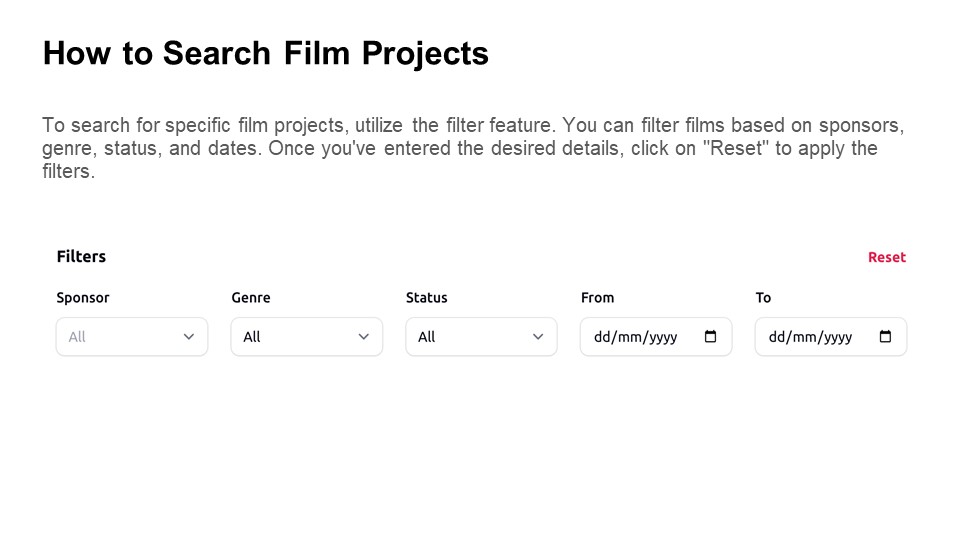 How to Search Film Projects
To search for specific film projects, utilize the filter feature. You can filter films based on sponsors,
genre, status, and dates. Once you've entered the desired details, click on "Reset" to apply the
filters.
Filters Reset
Sponsor Genre Status From To
All All All dd/mm/yyyy dd/mm/yyyy